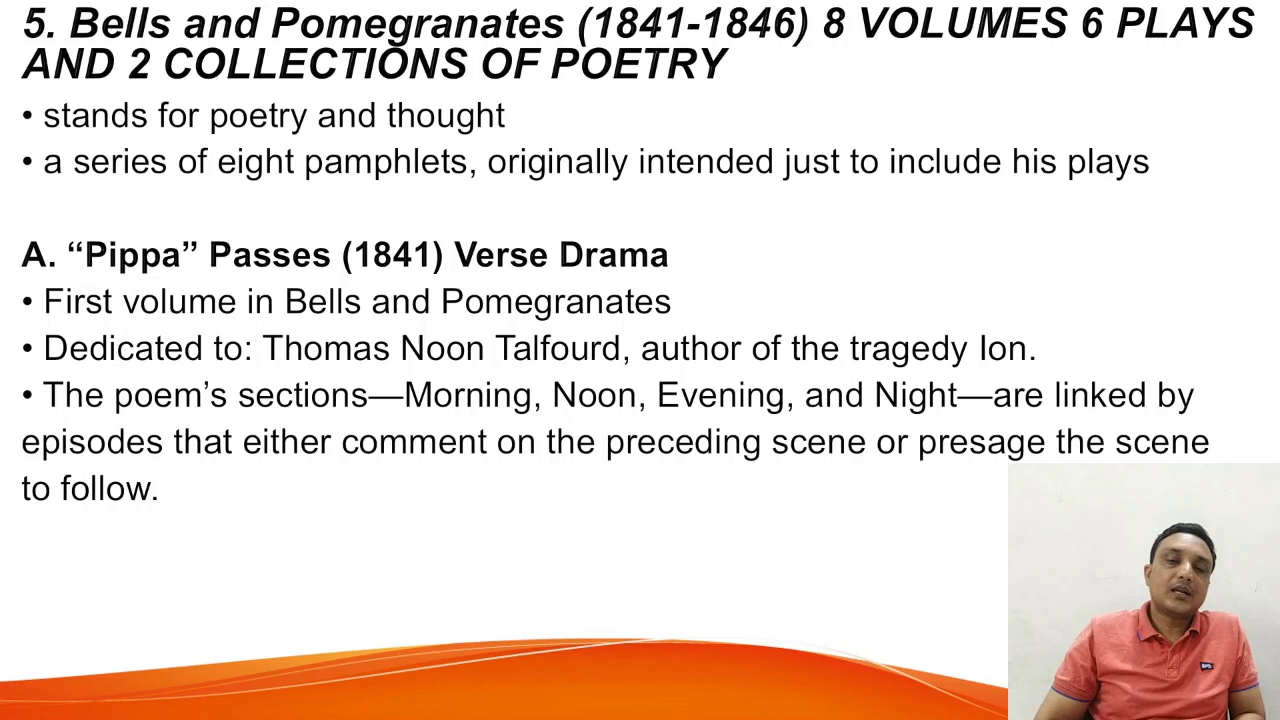 5. Bells and Pomegranates (1841-1846) 8 VOLUMES 6 PLAYS
AND 2 COLLECTIONS OF POETRY
• stands for poetry and thought
• a series of eight pamphlets, originally intended just to include his plays
A. “Pippa” Passes (1841) Verse Drama
• First volume in Bells and Pomegranates
• Dedicated to: Thomas Noon Talfourd, author of the tragedy Ion.
• The poem’s sections—Morning, Noon, Evening, and Night—are linked by
episodes that either comment on the preceding scene or presage the scene
to follow.